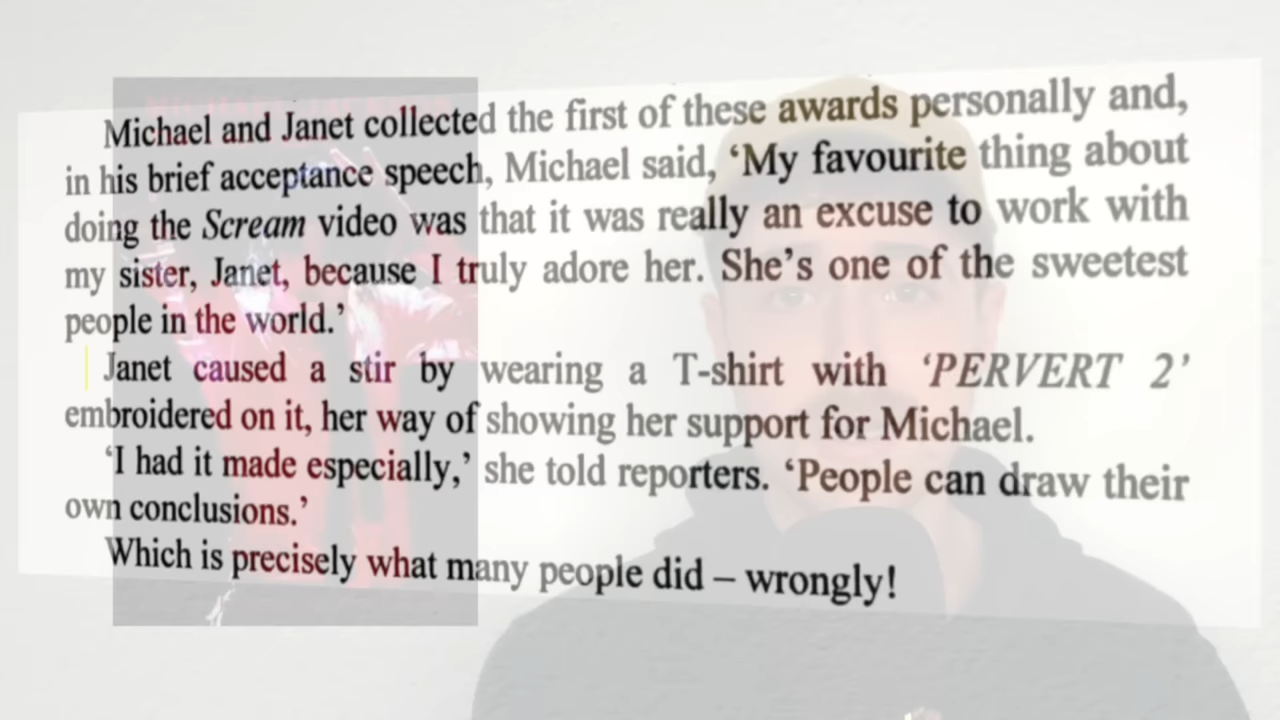 Michael and Janet collected the first of these awards personally and,
in his brief acceptance speech, Michael said, ‘My favourite thing about
doing the Scream video was that it was really an excuse to work with
my sister, Janet, because I truly adore her. She’s one of the sweetest
people in the world.’
Janet caused a stir by wearing a T-shirt with ‘PERVERT 2’
embroidered on it, her way of showing her support for Michael.
‘I had it made especially,’ she told reporters. ‘People can draw their
own conclusions.’
Which is precisely what many people did – wrongly!